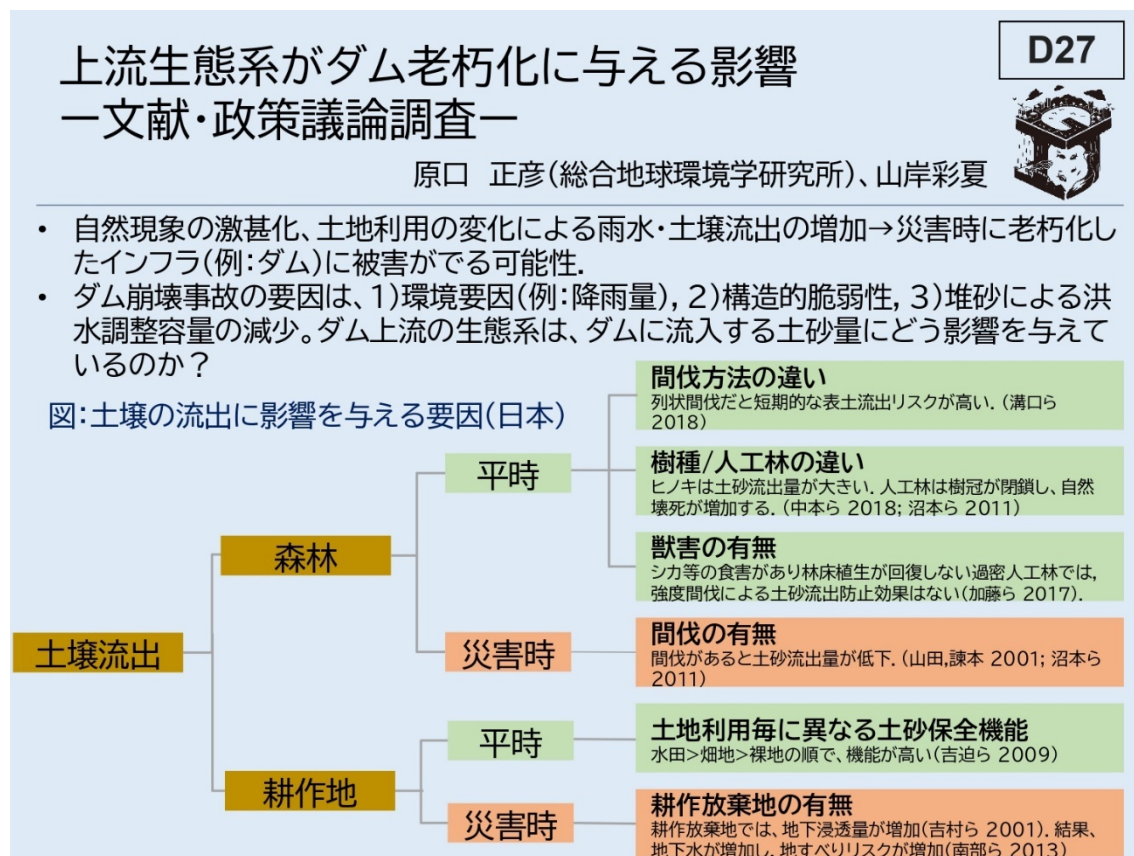 D27
上流生態系がダム老朽化に与える影響
ー文献・政策議論調査ー
原口　正彦(総合地球環境学研究所)、山岸彩夏
• 自然現象の激甚化、土地利用の変化による雨水・土壌流出の増加→災害時に老朽化し
たインフラ(例：ダム)に被害がでる可能性.
• ダム崩壊事故の要因は、1)環境要因(例：降雨量), 2)構造的脆弱性, 3)堆砂による洪
水調整容量の減少。ダム上流の生態系は、ダムに流入する土砂量にどう影響を与えて
いるのか？
図：土壌の流出に影響を与える要因(日本)
土壌流出
森林
平時
間伐方法の違い
列状間伐だと短期的な表土流出リスクが高い. (溝口ら
2018)
樹種/人工林の違い
ヒノキは土砂流出量が大きい. 人工林は樹冠が閉鎖し、自然
壊死が増加する. (中本ら 2018; 沼本ら 2011)
獣害の有無
シカ等の食害があり林床植生が回復しない過密人工林では,
強度間伐による土砂流出防止効果はない(加藤ら 2017).
災害時
間伐の有無
間伐があると土砂流出量が低下. (山田,諫本 2001; 沼本ら
2011)
耕作地
平時
土地利用毎に異なる土砂保全機能
水田>畑地>裸地の順で、機能が高い(吉迫ら 2009)
災害時
耕作放棄地の有無
耕作放棄地では、地下浸透量が増加(吉村ら 2001). 結果、
地下水が増加し, 地すべりリスクが増加(南部ら 2013)